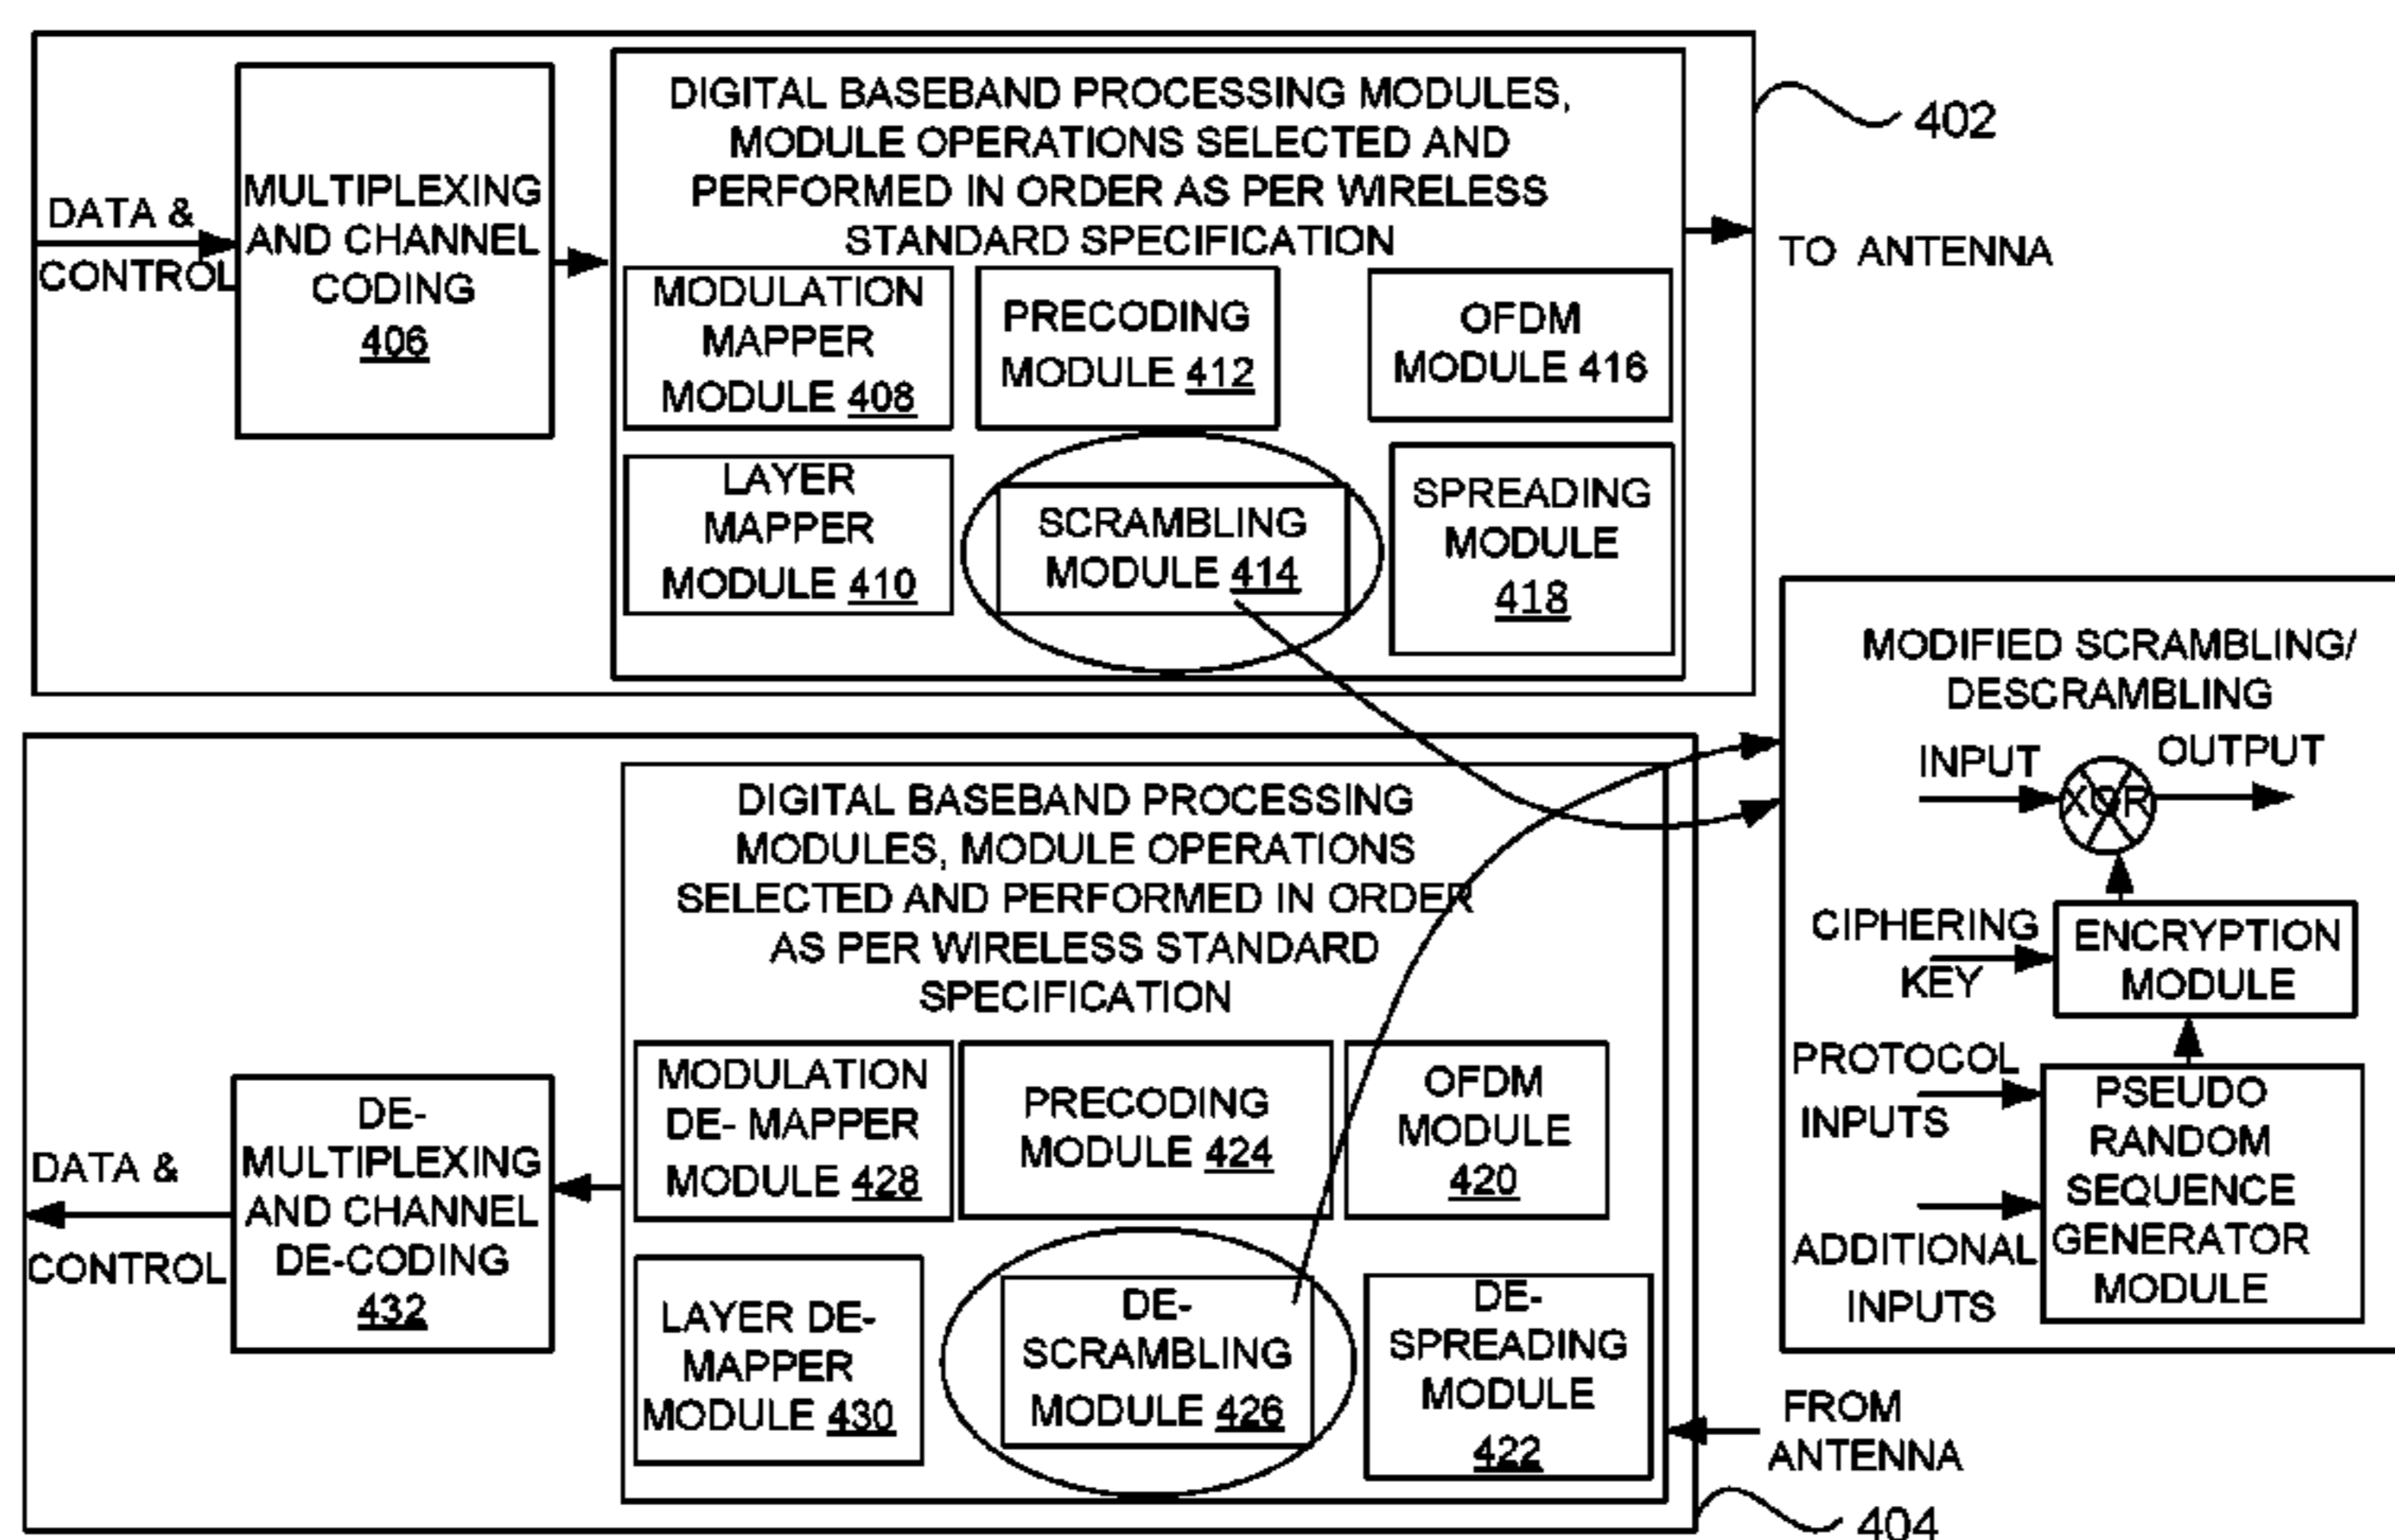 DIGITAL BASEBAND PROCESSING MODULES,
MODULE OPERATIONS SELECTED AND
PERFORMED IN ORDER AS PER WIRELESS
STANDARD SPECIFICATION
402
DATA &
CONTROL
MULTIPLEXING
AND CHANNEL
CODING
406
TO ANTENNA
MODULATION
MAPPER
MODULE 408
PRECODING
MODULE 412
OFDM
MODULE 416
LAYER
MAPPER
MODULE 410
SCRAMBLING
MODULE 414
SPREADING
MODULE
418
MODIFIED SCRAMBLING/
DESCRAMBLING
INPUT
XOR
OUTPUT
CIPHERING
KEY
ENCRYPTION
MODULE
PROTOCOL
INPUTS
PSEUDO
RANDOM
SEQUENCE
GENERATOR
MODULE
ADDITIONAL
INPUTS
DIGITAL BASEBAND PROCESSING
MODULES, MODULE OPERATIONS
SELECTED AND PERFORMED IN ORDER
AS PER WIRELESS STANDARD
SPECIFICATION
DATA &
CONTROL
DE-
MULTIPLEXING
AND CHANNEL
DE-CODING
432
MODULATION
DE- MAPPER
MODULE 428
PRECODING
MODULE 424
OFDM
MODULE
420
LAYER DE-
MAPPER
MODULE 430
DE-
SCRAMBLING
MODULE 426
DE-
SPREADING
MODULE
422
FROM
ANTENNA
404